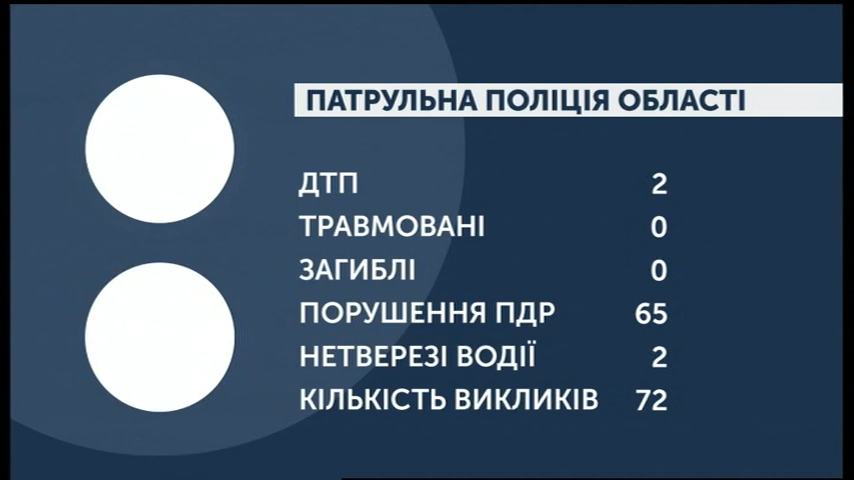 ПАТРУЛЬНА ПОЛІЦІЯ ОБЛАСТІ
ДТП 2
ТРАВМОВАНІ 0
ЗАГИБЛІ 0
ПОРУШЕННЯ ПДР 65
НЕТВЕРЕЗІ ВОДІЇ 2
КІЛЬКІСТЬ ВИКЛИКІВ 72